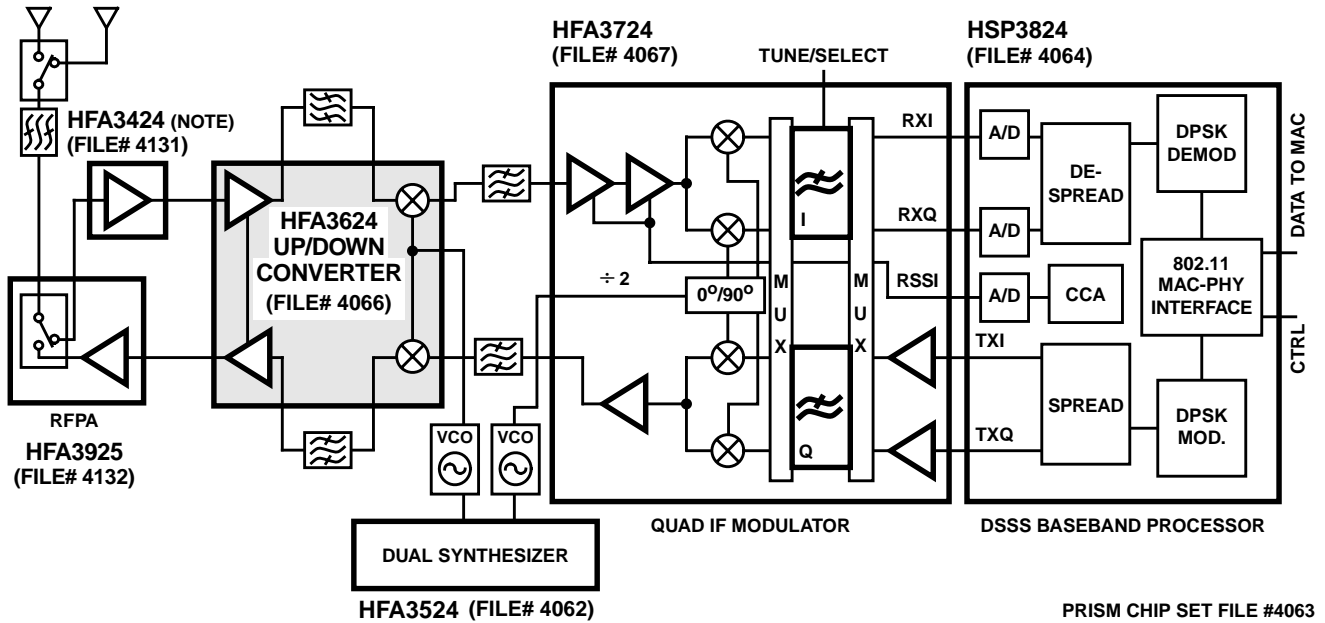 HFA3424 (NOTE)
(FILE# 4131)
HFA3624
UP/DOWN
CONVERTER
(FILE# 4066)
RFPA
HFA3925
(FILE# 4132)
VCO
VCO
DUAL SYNTHESIZER
HFA3524 (FILE# 4062)
HFA3724
(FILE# 4067)
TUNE/SELECT
÷ 2
0O/90O
M
U
X
I
Q
M
U
X
RXI
RXQ
RSSI
TXI
TXQ
QUAD IF MODULATOR
HSP3824
(FILE# 4064)
A/D
A/D
A/D
DE-
SPREAD
CCA
SPREAD
DPSK
DEMOD
802.11
MAC-PHY
INTERFACE
DPSK
MOD.
DATA TO MAC
CTRL
DSSS BASEBAND PROCESSOR
PRISM CHIP SET FILE #4063